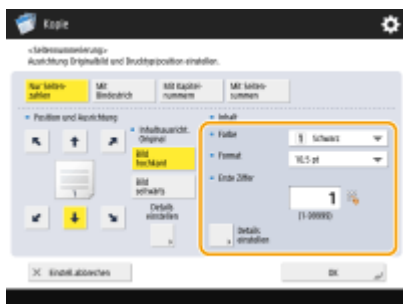 Kopie
<Seitennummerierung>
Ausrichtung Originalbild und Druckposition einstellen.
Nur Seiten-
zahlen
Mit
Bindestrich
Mit Kapitel-
nummern
Mit Seiten-
summen
Position und Ausrichtung
Inhaltsausricht.
Original
Bild
hochkant
Bild
seitwärts
Details
einstellen
Inhalt
Farbe
Schwarz
Format
10,5 pt
Erste Ziffer
1
(1-99999)
Details
einstellen
Einstell. abbrechen
OK